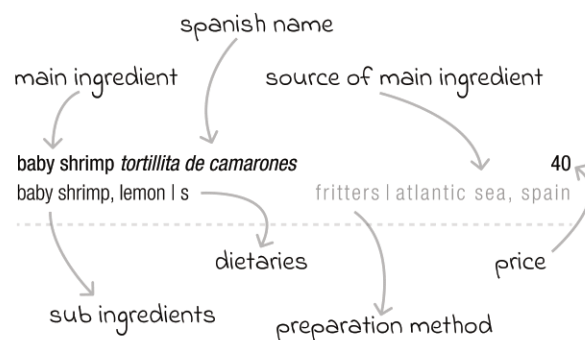 spanish name
main ingredient
source of main ingredient
baby shrimp tortillita de camarones 40
baby shrimp, lemon | s fritters | atlantic sea, spain
dietaries
price
sub ingredients
preparation method